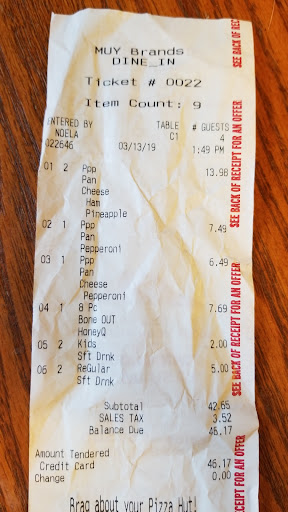 MUY Brands
DINE_IN
Ticket # 0022
Item Count: 9
ENTERED BY TABLE # GUESTS
NOELA C1 4
022646 03/13/19 1:49 PM
01 2 Ppp 13.98
Pan
Cheese
Ham
Pineapple
02 1 Ppp 7.49
Pan
Pepperoni
03 1 Ppp 6.49
Pan
Cheese
Pepperoni
04 1 8 Pc 7.69
Bone OUT
HoneyQ
05 2 Kids 2.00
Sft Drnk
06 2 ReGular 5.00
Sft Drnk
Subtotal 42.65
SALES TAX 3.52
Balance Due 46.17
Amount Tendered
Credit Card 46.17
Change 0.00
Brag about your Pizza Hut!
SEE BACK OF RECEIPT FOR AN OFFER
SEE BACK OF RECEIPT FOR AN OFFER
SEE BACK OF RECEIPT FOR AN OFFER
OF RECEIPT FOR AN OFFER